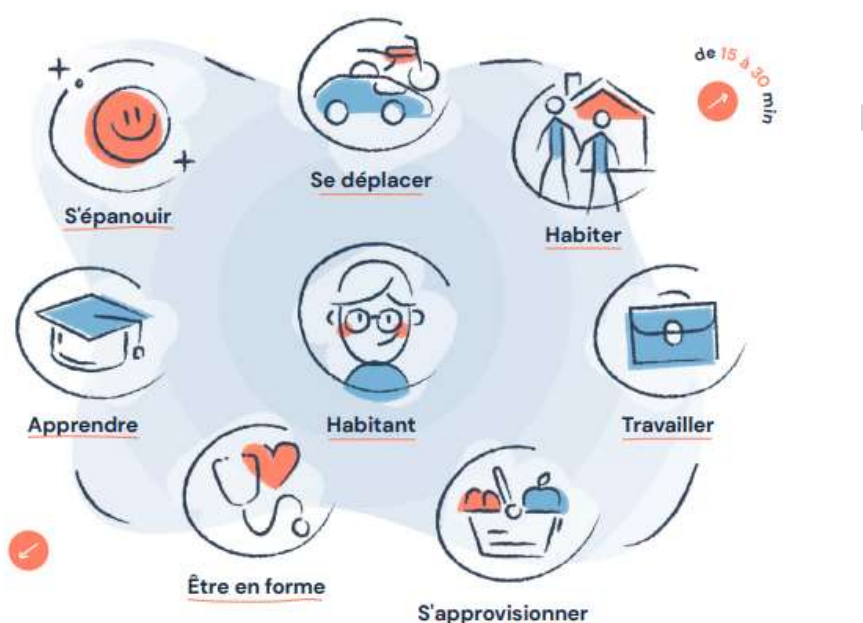 de 15 à 30 min
Se déplacer
S'épanouir
Habiter
Apprendre
Habitant
Travailler
Être en forme
S'approvisionner